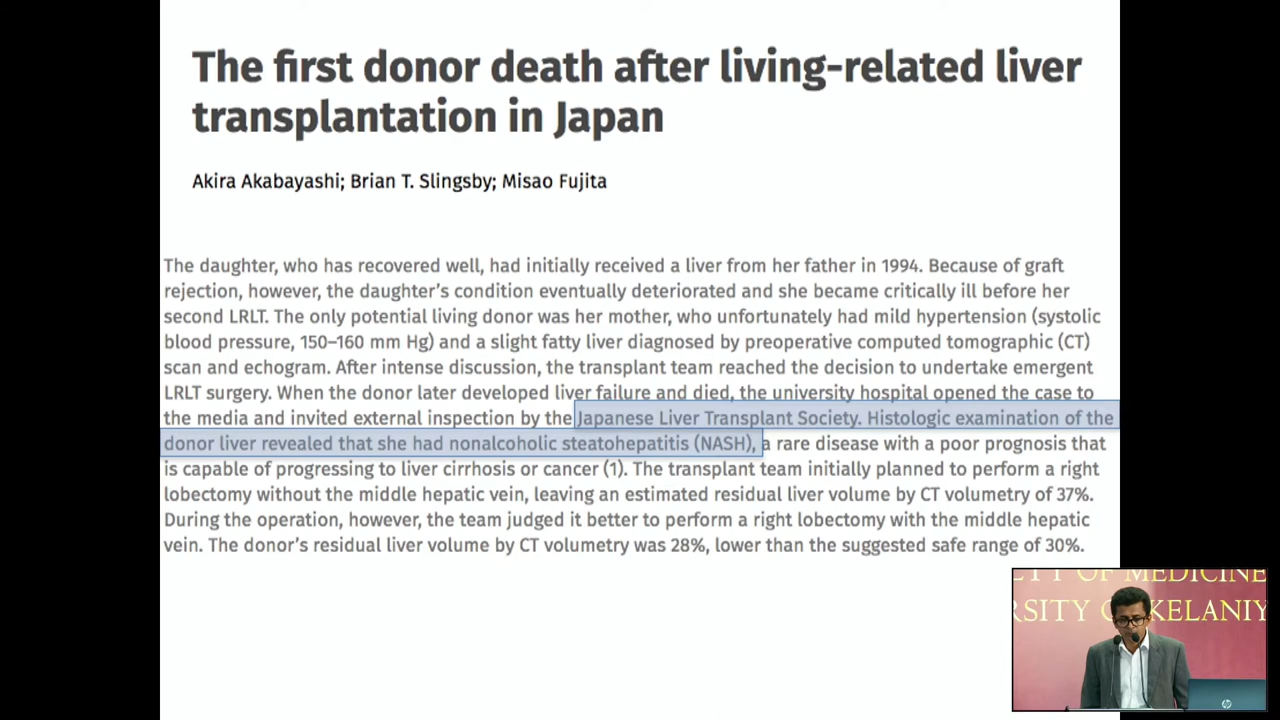 The first donor death after living-related liver
transplantation in Japan
Akira Akabayashi; Brian T. Slingsby; Misao Fujita
The daughter, who has recovered well, had initially received a liver from her father in 1994. Because of graft
rejection, however, the daughter's condition eventually deteriorated and she became critically ill before her
second LRLT. The only potential living donor was her mother, who unfortunately had mild hypertension (systolic
blood pressure, 150–160 mm Hg) and a slight fatty liver diagnosed by preoperative computed tomographic (CT)
scan and echogram. After intense discussion, the transplant team reached the decision to undertake emergent
LRLT surgery. When the donor later developed liver failure and died, the university hospital opened the case to
the media and invited external inspection by the Japanese Liver Transplant Society. Histologic examination of the
donor liver revealed that she had nonalcoholic steatohepatitis (NASH), a rare disease with a poor prognosis that
is capable of progressing to liver cirrhosis or cancer (1). The transplant team initially planned to perform a right
lobectomy without the middle hepatic vein, leaving an estimated residual liver volume by CT volumetry of 37%.
During the operation, however, the team judged it better to perform a right lobectomy with the middle hepatic
vein. The donor's residual liver volume by CT volumetry was 28%, lower than the suggested safe range of 30%.
OF MEDICINE
KELANIY
hp